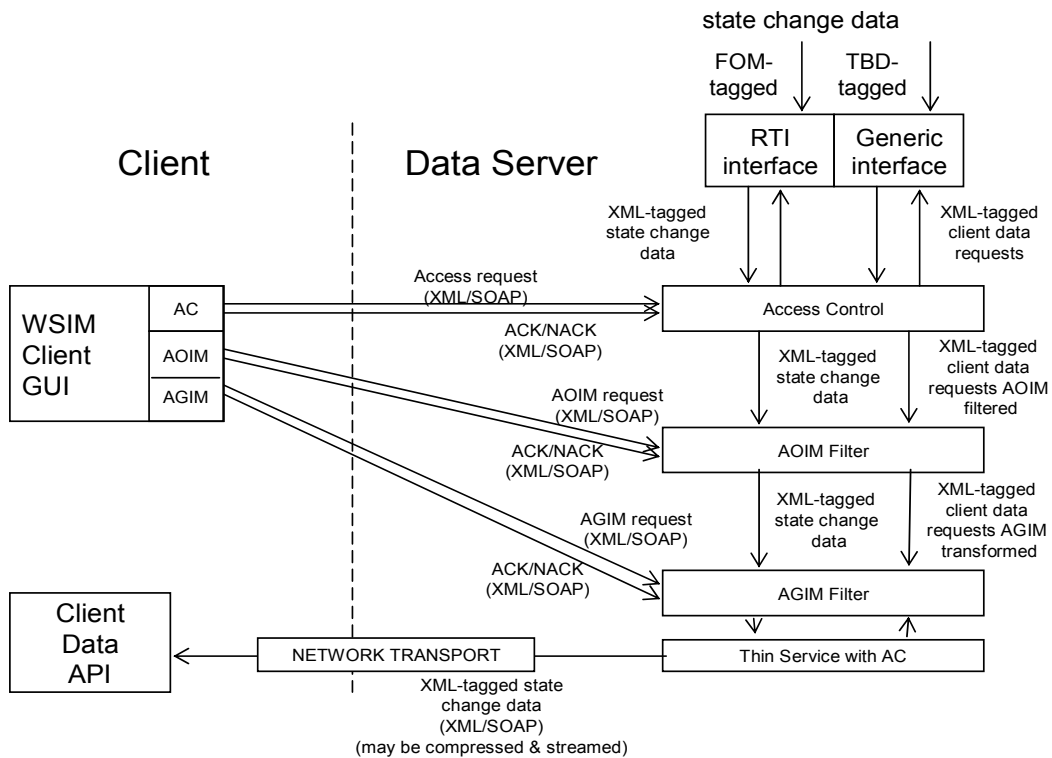 state change data
FOM-
tagged
TBD-
tagged
RTI
interface
Generic
interface
Client
Data Server
XML-tagged
state change
data
XML-tagged
client data
requests
Access request
(XML/SOAP)
ACK/NACK
(XML/SOAP)
Access Control
WSIM
Client
GUI
AC
AOIM
AGIM
XML-tagged
state change
data
XML-tagged
client data
requests AOIM
filtered
AOIM request
(XML/SOAP)
ACK/NACK
(XML/SOAP)
AOIM Filter
XML-tagged
state change
data
XML-tagged
client data
requests AGIM
transformed
AGIM request
(XML/SOAP)
ACK/NACK
(XML/SOAP)
AGIM Filter
Client
Data
API
NETWORK TRANSPORT
Thin Service with AC
XML-tagged state
change data
(XML/SOAP)
(may be compressed & streamed)